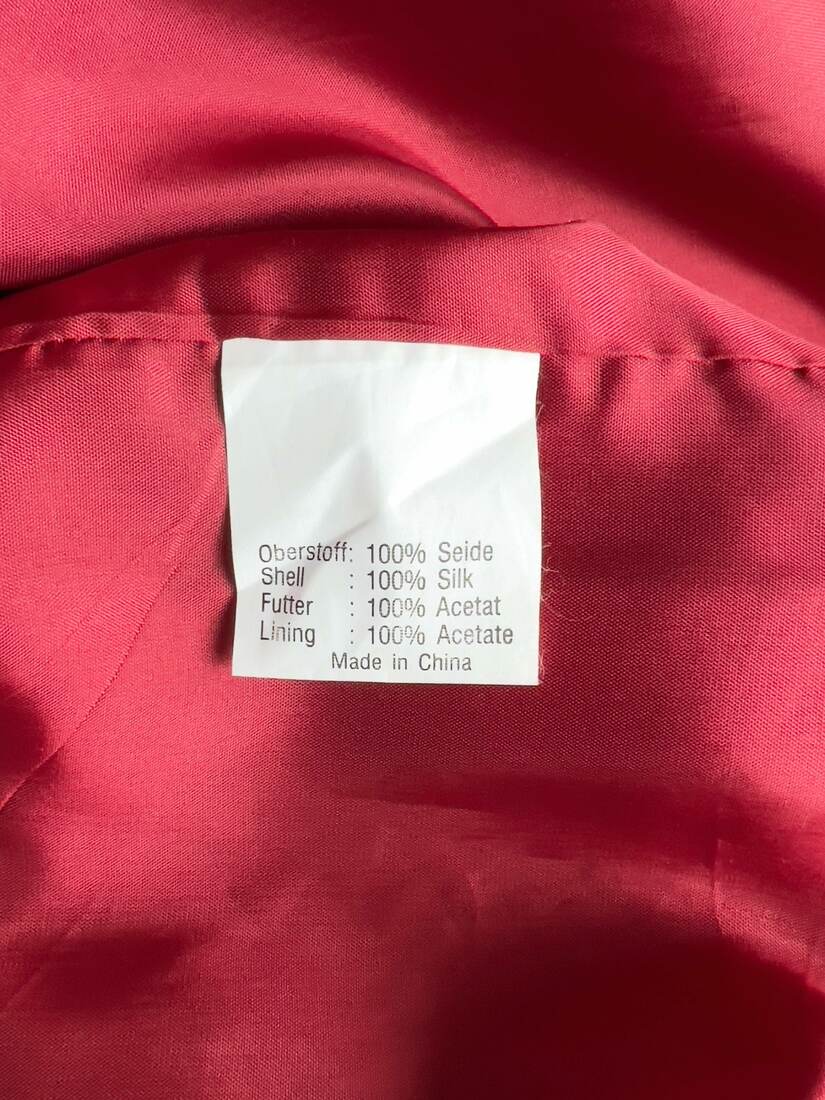 Oberstoff: 100% Seide
Shell : 100% Silk
Futter : 100% Acetat
Lining : 100% Acetate
Made in China